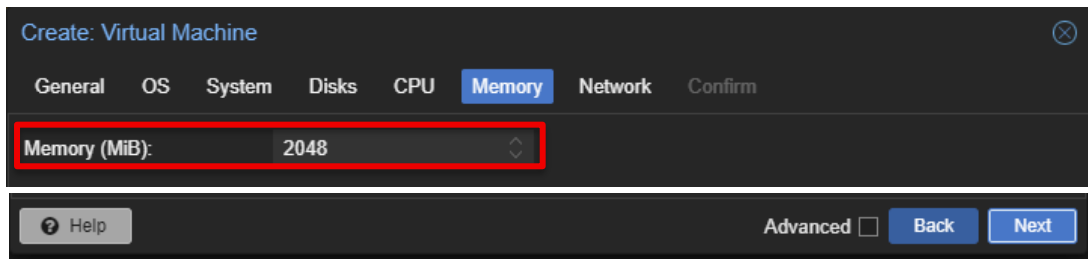 Create: Virtual Machine
General OS System Disks CPU Memory Network Confirm
Memory (MiB): 2048
Help Advanced Back Next